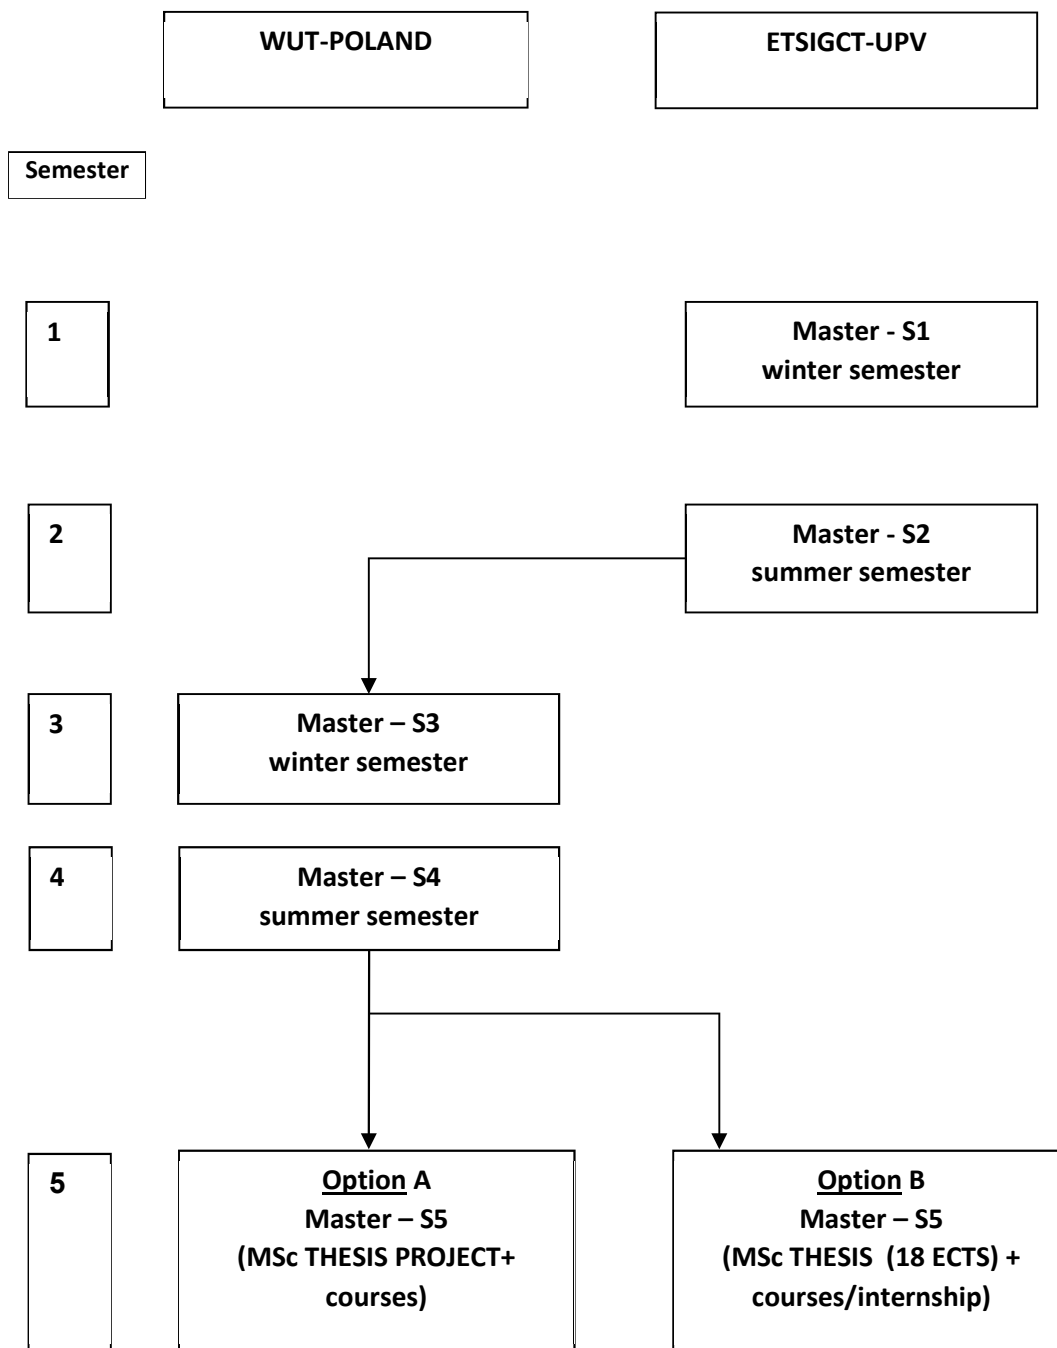 WUT-POLAND
ETSIGCT-UPV
Semester
1
Master - S1
winter semester
2
Master - S2
summer semester
3
Master – S3
winter semester
4
Master – S4
summer semester
5
Option A
Master – S5
(MSc THESIS PROJECT+
courses)
Option B
Master – S5
(MSc THESIS (18 ECTS) +
courses/internship)